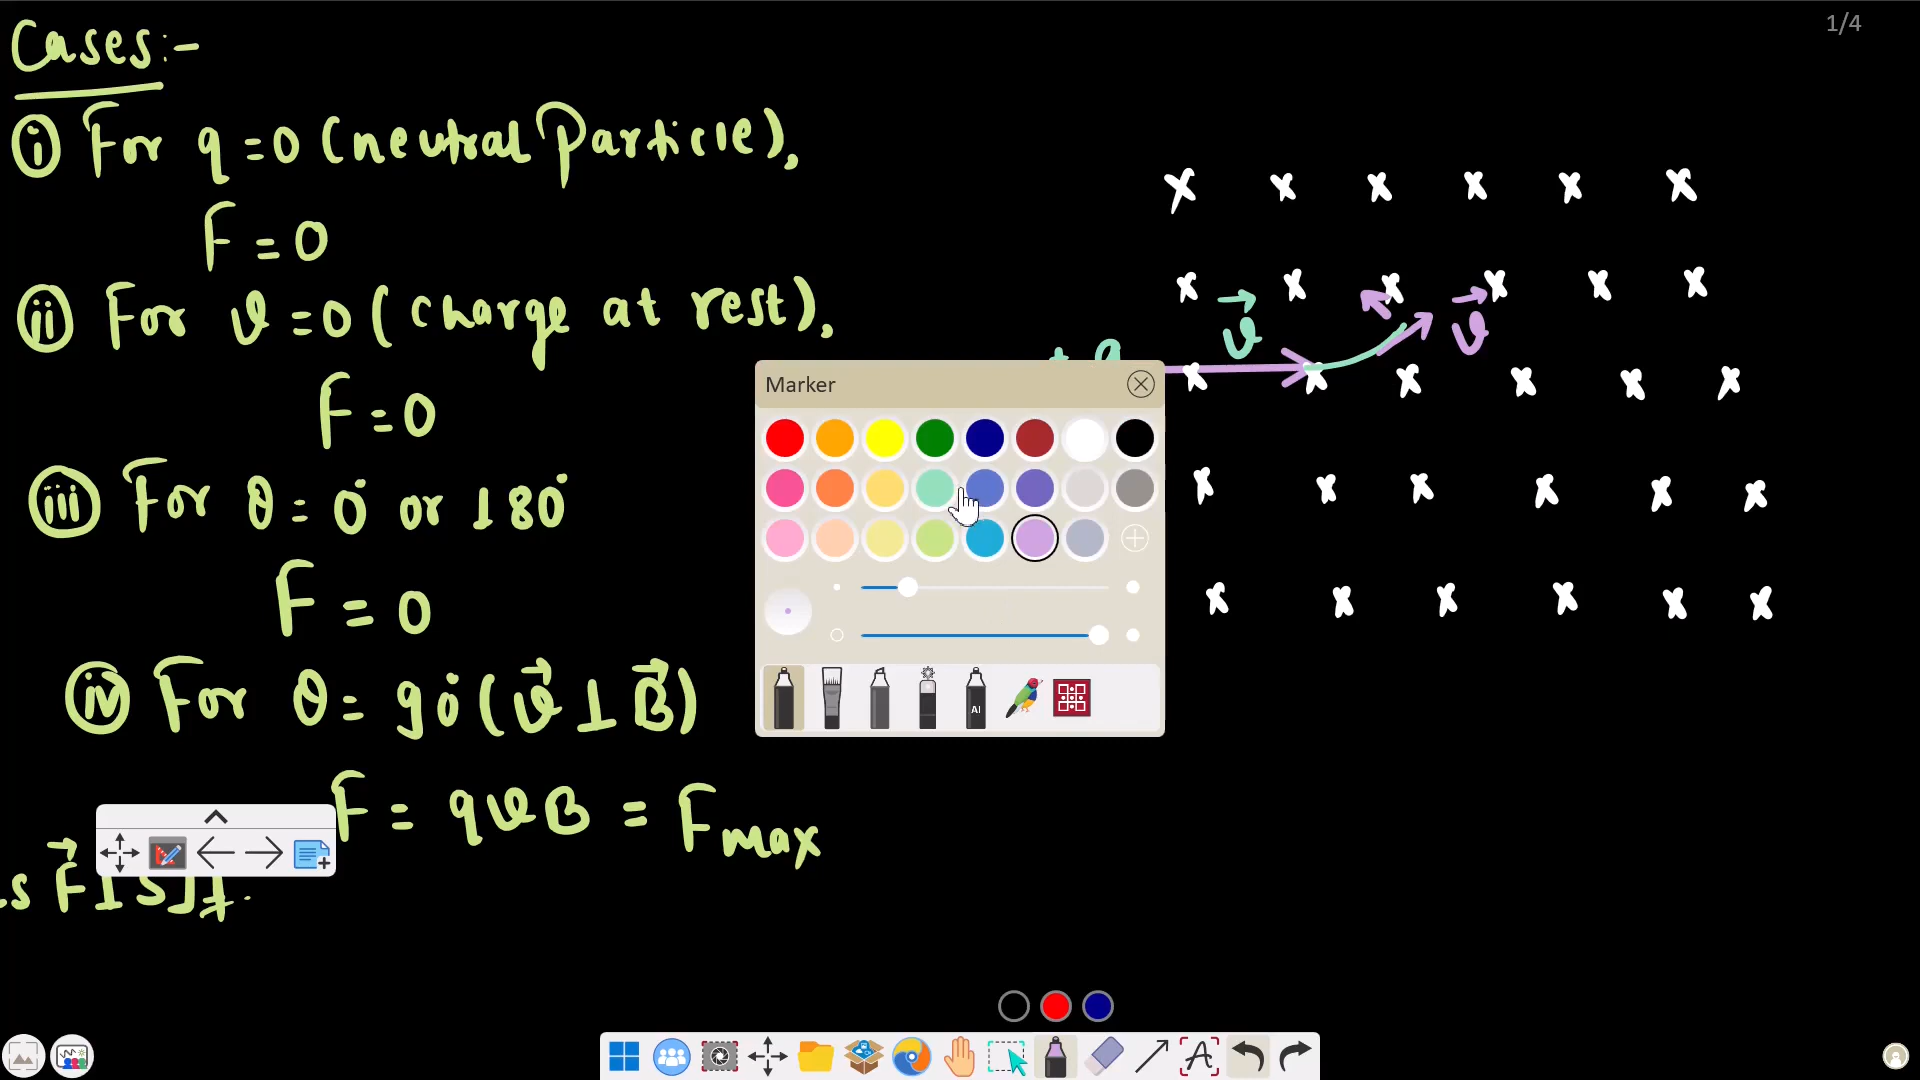 Cases:-
1/4
(i) For q=0 (neutral Particle),
F=0
(ii) For v=0 (charge at rest),
F=0
(iii) For θ=0° or 180°
F=0
(iv) For θ=90° (v⃗ ⊥ B⃗)
F = qvB = Fmax
F⃗
x x x x x x
x x v⃗ x x v⃗ x x
+q
x x x x x x
x x x x x x
x x x x x x
Marker
AI
A